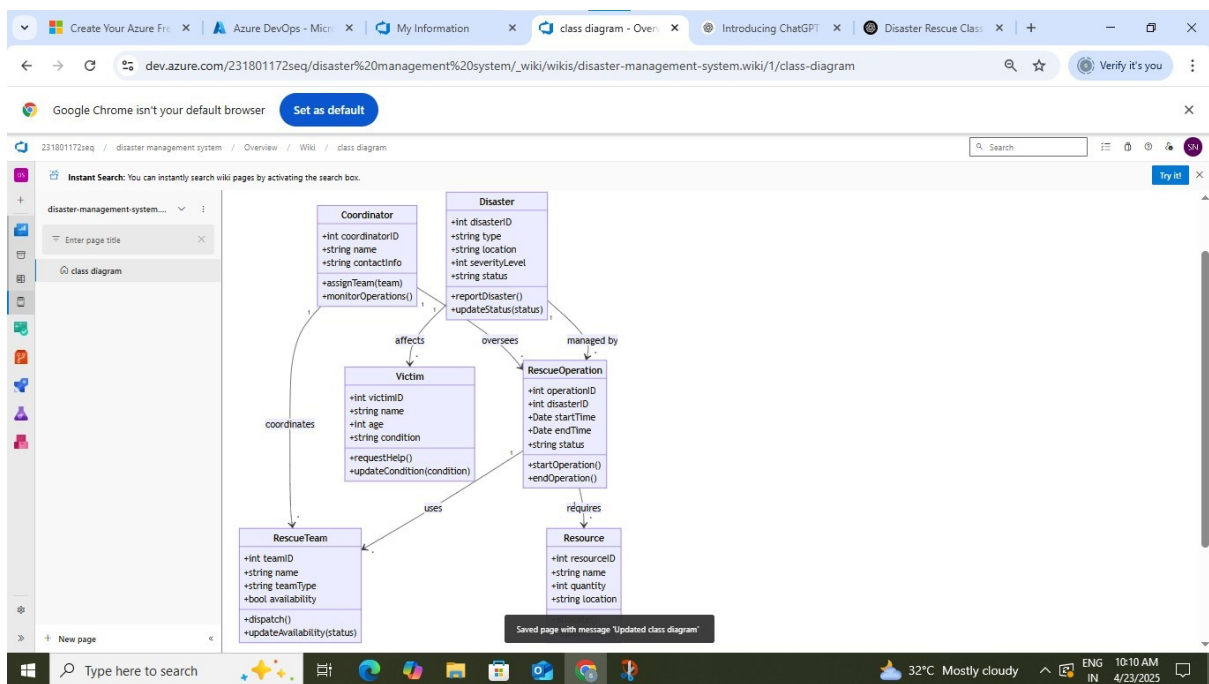 Create Your Azure Fre
Azure DevOps - Micr
My Information
class diagram - Over
Introducing ChatGPT
Disaster Rescue Class
dev.azure.com/231801172seq/disaster%20management%20system/_wiki/wikis/disaster-management-system.wiki/1/class-diagram
Verify it's you
Google Chrome isn't your default browser
Set as default
231801172seq / disaster management system / Overview / Wiki / class diagram
Search
SN
DS
Instant Search: You can instantly search wiki pages by activating the search box.
Try it!
disaster-management-system....
Enter page title
class diagram
Coordinator
+int coordinatorID
+string name
+string contactInfo
+assignTeam(team)
+monitorOperations()
Disaster
+int disasterID
+string type
+string location
+int severityLevel
+string status
+reportDisaster()
+updateStatus(status)
1
1
1
1
affects
oversees
managed by
*
*
*
Victim
+int victimID
+string name
+int age
+string condition
+requestHelp()
+updateCondition(condition)
RescueOperation
+int operationID
+int disasterID
+Date startTime
+Date endTime
+string status
+startOperation()
+endOperation()
coordinates
1
uses
requires
*
*
*
RescueTeam
+int teamID
+string name
+string teamType
+bool availability
+dispatch()
+updateAvailability(status)
Resource
+int resourceID
+string name
+int quantity
+string location
Saved page with message 'Updated class diagram'
+ New page
Type here to search
32°C Mostly cloudy
ENG
IN
10:10 AM
4/23/2025